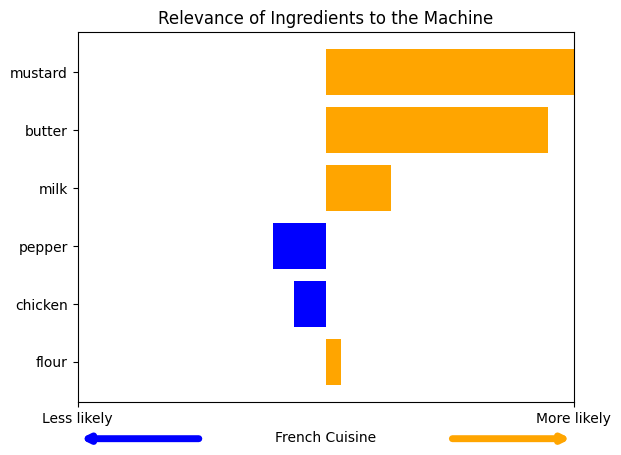 Relevance of Ingredients to the Machine
mustard
butter
milk
pepper
chicken
flour
Less likely
More likely
French Cuisine